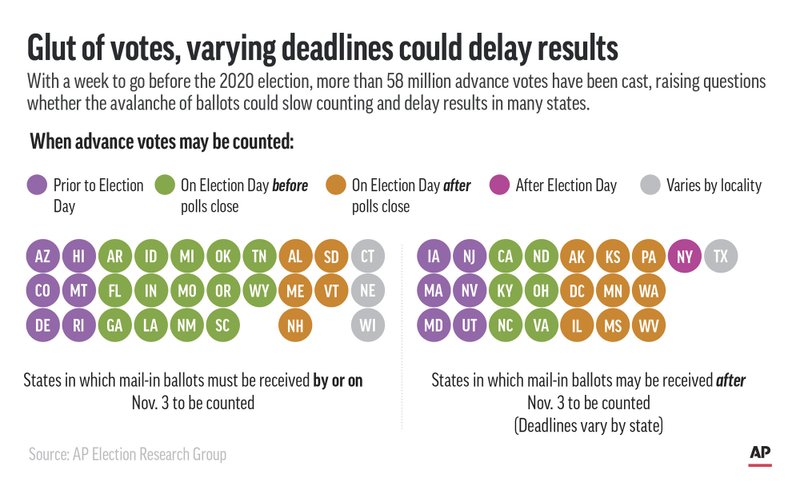 Glut of votes, varying deadlines could delay results
With a week to go before the 2020 election, more than 58 million advance votes have been cast, raising questions
whether the avalanche of ballots could slow counting and delay results in many states.
When advance votes may be counted:
Prior to Election
Day
On Election Day before
polls close
On Election Day after
polls close
After Election Day
Varies by locality
AZ HI AR ID MI OK TN AL SD CT
CO MT FL IN MO OR WY ME VT NE
DE RI GA LA NM SC NH WI
States in which mail-in ballots must be received by or on
Nov. 3 to be counted
IA NJ CA ND AK KS PA NY TX
MA NV KY OH DC MN WA
MD UT NC VA IL MS WV
States in which mail-in ballots may be received after
Nov. 3 to be counted
(Deadlines vary by state)
Source: AP Election Research Group
AP